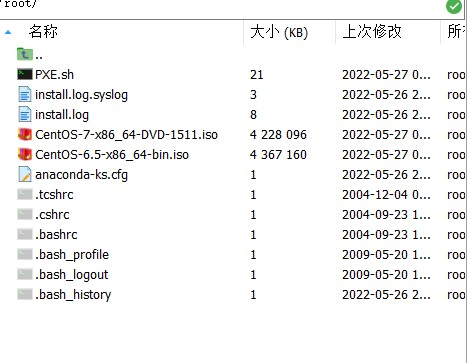 /root/
名称 大小 (KB) 上次修改 所有
..
PXE.sh 21 2022-05-27 0... roo
install.log.syslog 3 2022-05-26 0... roo
install.log 8 2022-05-26 0... roo
CentOS-7-x86_64-DVD-1511.iso 4 228 096 2022-05-27 0... roo
CentOS-6.5-x86_64-bin.iso 4 367 160 2022-05-27 0... roo
anaconda-ks.cfg 1 2022-05-26 0... roo
.tcshrc 1 2004-12-04 0... roo
.cshrc 1 2004-09-23 1... roo
.bashrc 1 2004-09-23 1... roo
.bash_profile 1 2009-05-20 1... roo
.bash_logout 1 2009-05-20 1... roo
.bash_history 1 2022-05-26 2... roo